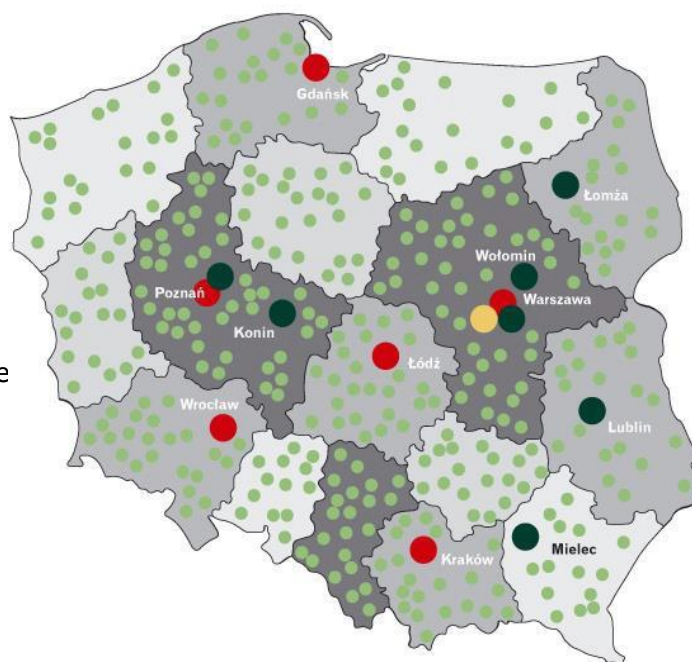 Gdańsk
Łomża
Wołomin
Poznań
Warszawa
Konin
Łódź
e
Wrocław
Lublin
Kraków
Mielec